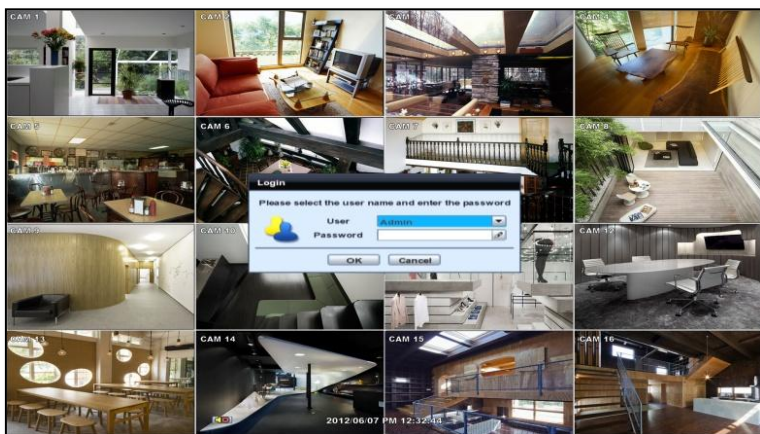 CAM 1
CAM 2
CAM 3
CAM 4
CAM 5
CAM 6
CAM 7
CAM 8
Login
Please select the user name and enter the password
User Admin
Password
OK Cancel
CAM 9
CAM 10
CAM 12
CAM 13
CAM 14
CAM 15
CAM 16
2012/06/07 PM 12:32:44